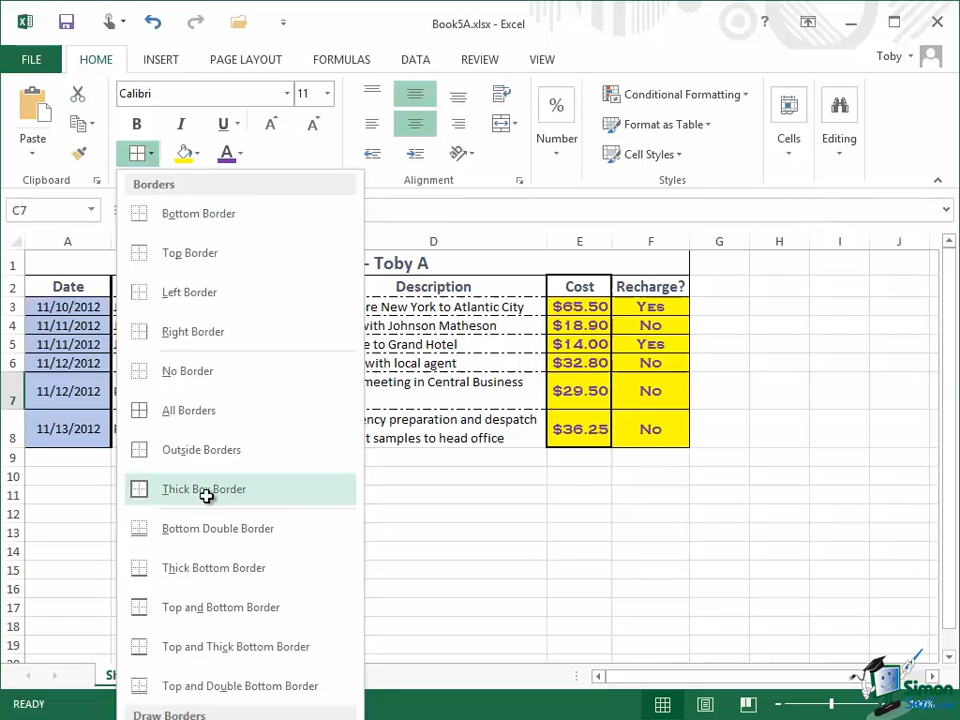 Book5A.xlsx - Excel
?
FILE
HOME
INSERT
PAGE LAYOUT
FORMULAS
DATA
REVIEW
VIEW
Toby
Paste
Clipboard
Calibri
11
B I U A A
A
Alignment
%
Number
Conditional Formatting
Format as Table
Cell Styles
Styles
Cells
Editing
C7
Borders
Bottom Border
Top Border
Left Border
Right Border
No Border
All Borders
Outside Borders
Thick Box Border
Bottom Double Border
Thick Bottom Border
Top and Bottom Border
Top and Thick Bottom Border
Top and Double Bottom Border
Draw Borders
A D E F G H I J
1 - Toby A
2 Date Description Cost Recharge?
3 11/10/2012 re New York to Atlantic City $65.50 Yes
4 11/11/2012 with Johnson Matheson $18.90 No
5 11/11/2012 e to Grand Hotel $14.00 Yes
6 11/12/2012 with local agent $32.80 No
7 11/12/2012 meeting in Central Business $29.50 No
8 11/13/2012 ency preparation and despatch
t samples to head office $36.25 No
9
10
11
12
13
14
15
16
17
18
19
READY
Simon